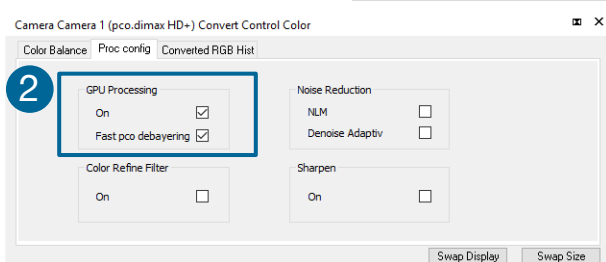 Camera Camera 1 (pco.dimax HD+) Convert Control Color
Color Balance Proc config Converted RGB Hist
2
GPU Processing
On
Fast pco debayering
Noise Reduction
NLM
Denoise Adaptiv
Color Refine Filter
On
Sharpen
On
Swap Display Swap Size